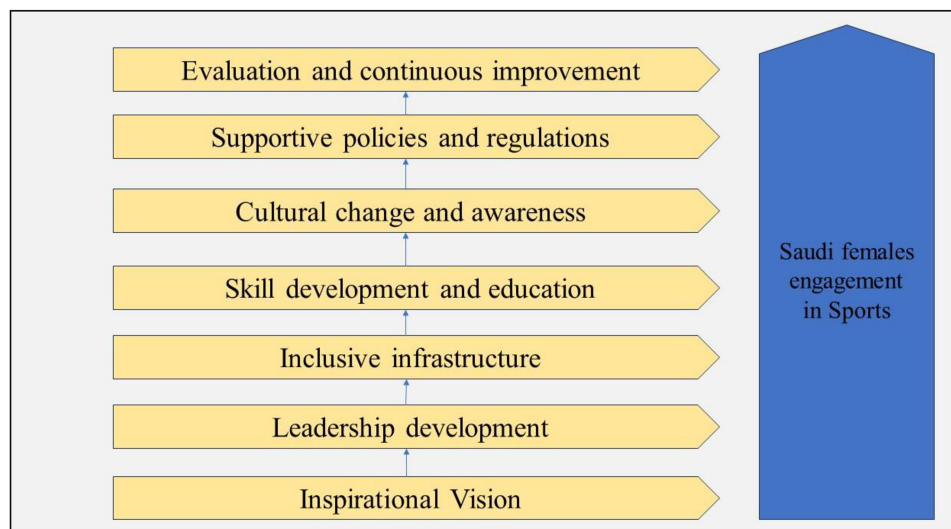 Evaluation and continuous improvement
Supportive policies and regulations
Cultural change and awareness
Skill development and education
Inclusive infrastructure
Leadership development
Inspirational Vision
Saudi females
engagement
in Sports